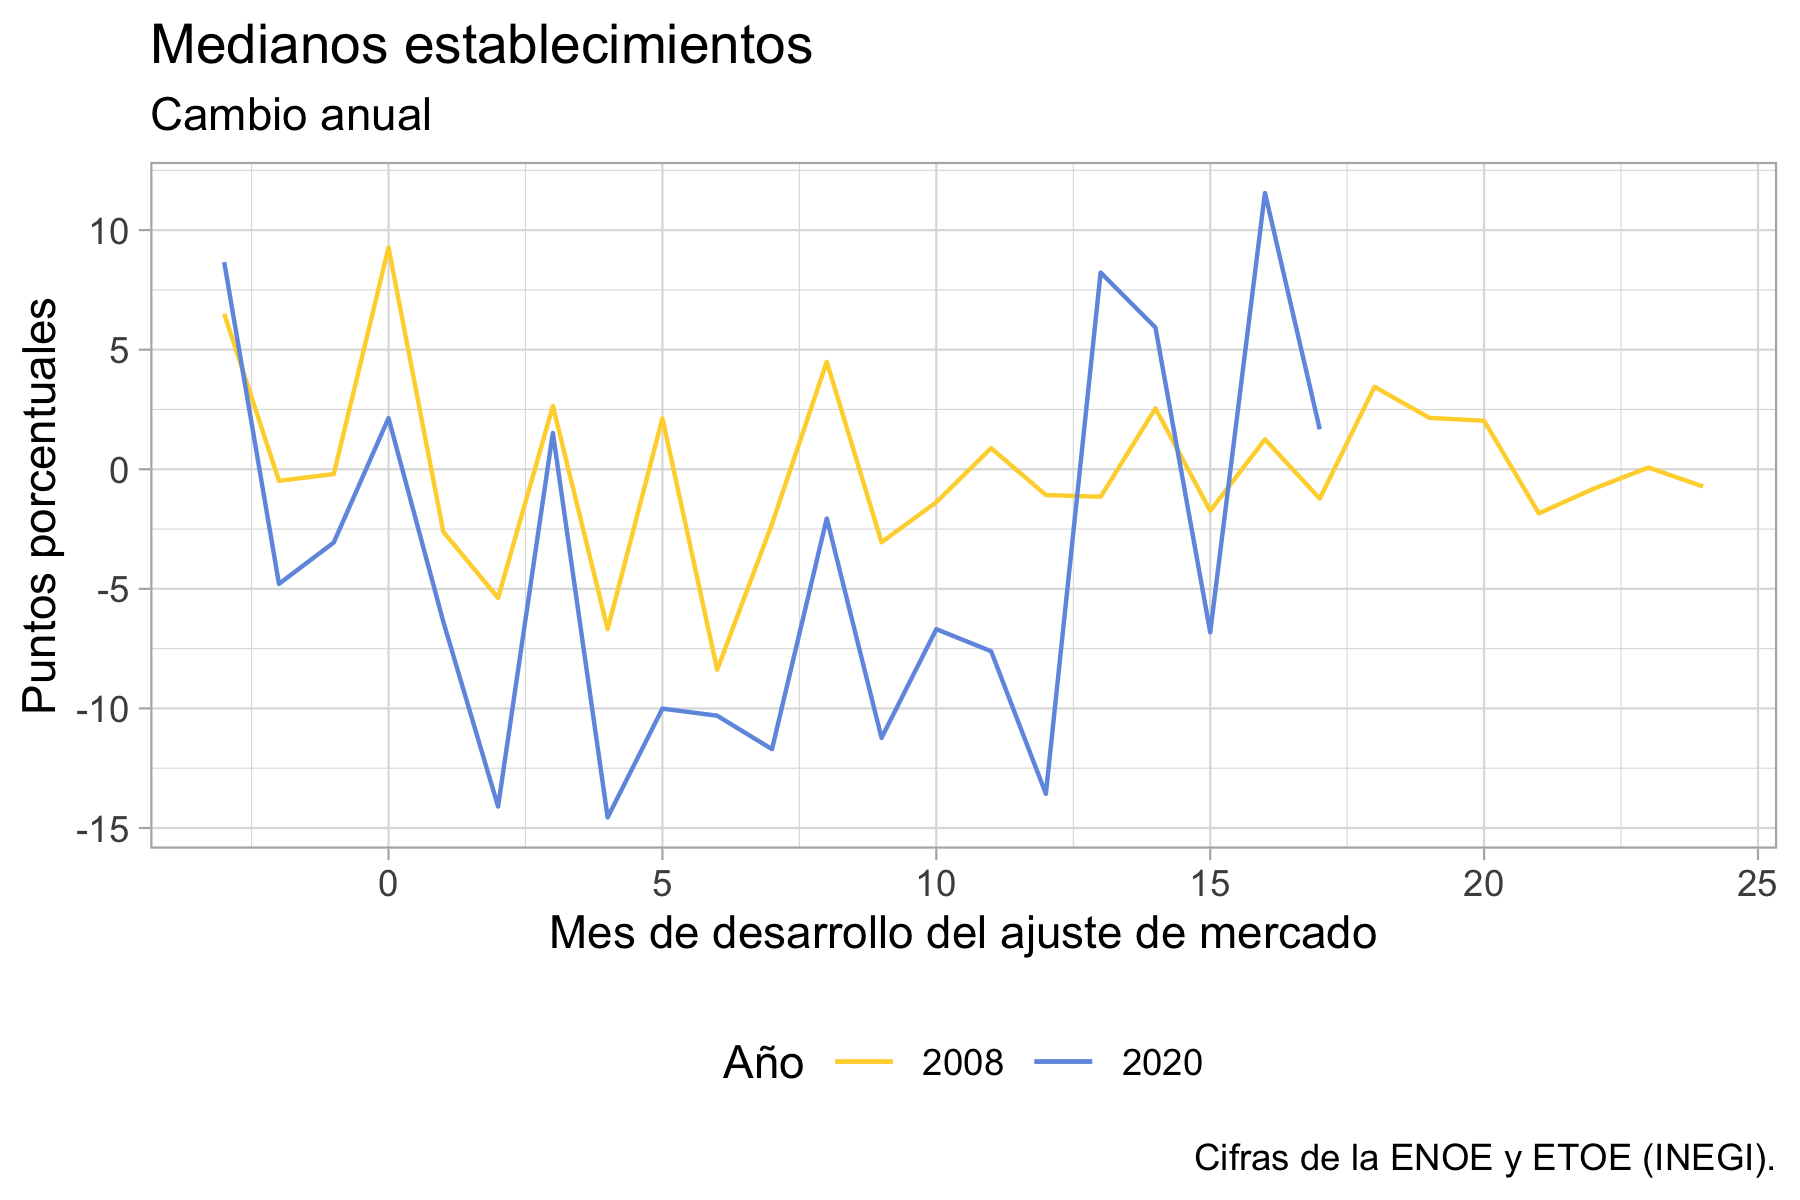 Medianos establecimientos
Cambio anual
Puntos porcentuales
10
5
0
-5
-10
-15
0 5 10 15 20 25
Mes de desarrollo del ajuste de mercado
Año 2008 2020
Cifras de la ENOE y ETOE (INEGI).